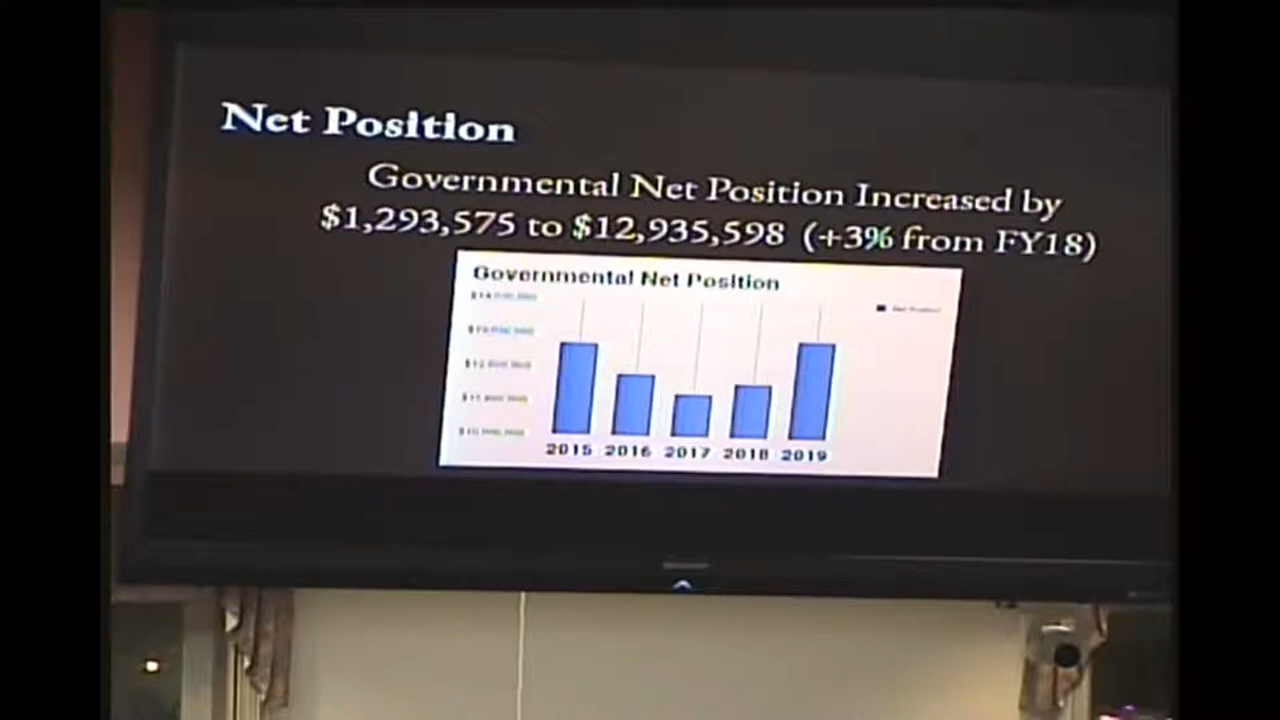 Net Position
Governmental Net Position Increased by
$1,293,575 to $12,935,598 (+3% from FY18)
Governmental Net Position
2015 2016 2017 2018 2019